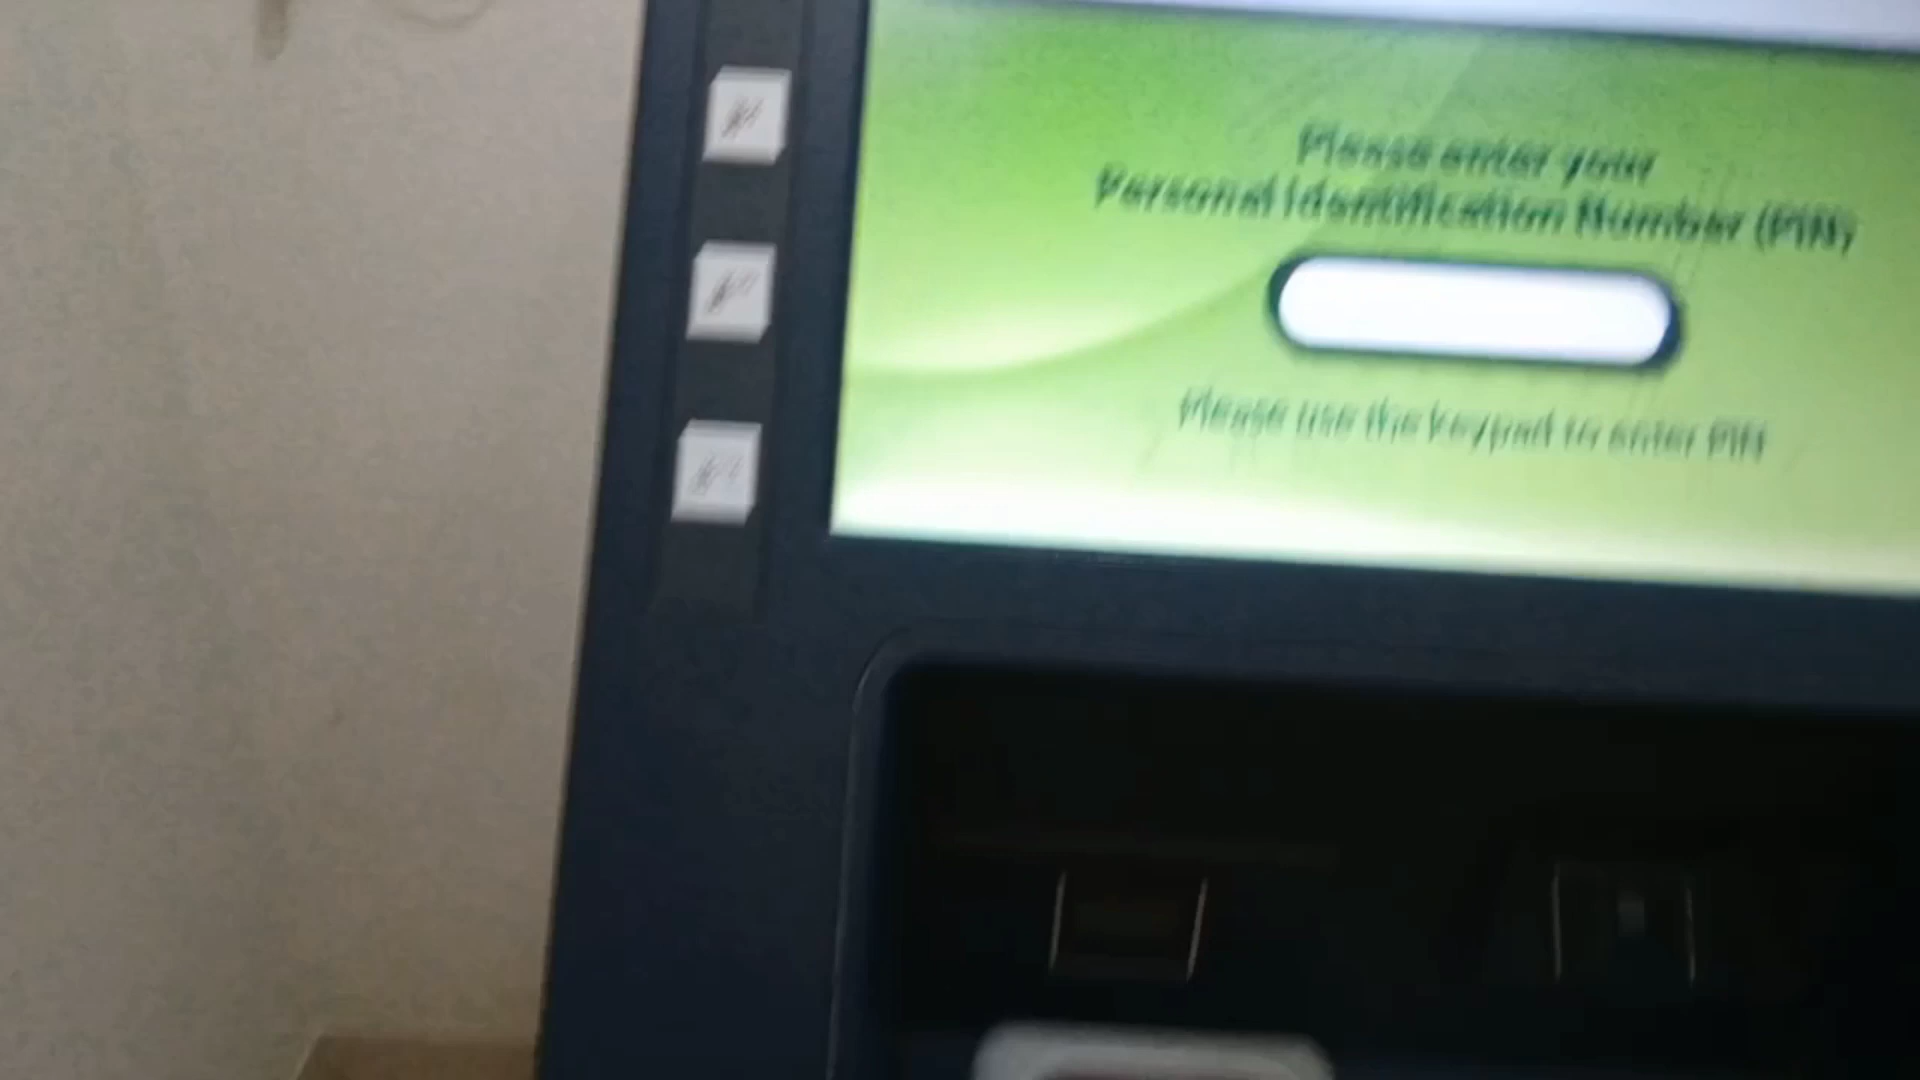 Please enter your
Personal Identification Number (PIN)
Please use the keypad to enter PIN